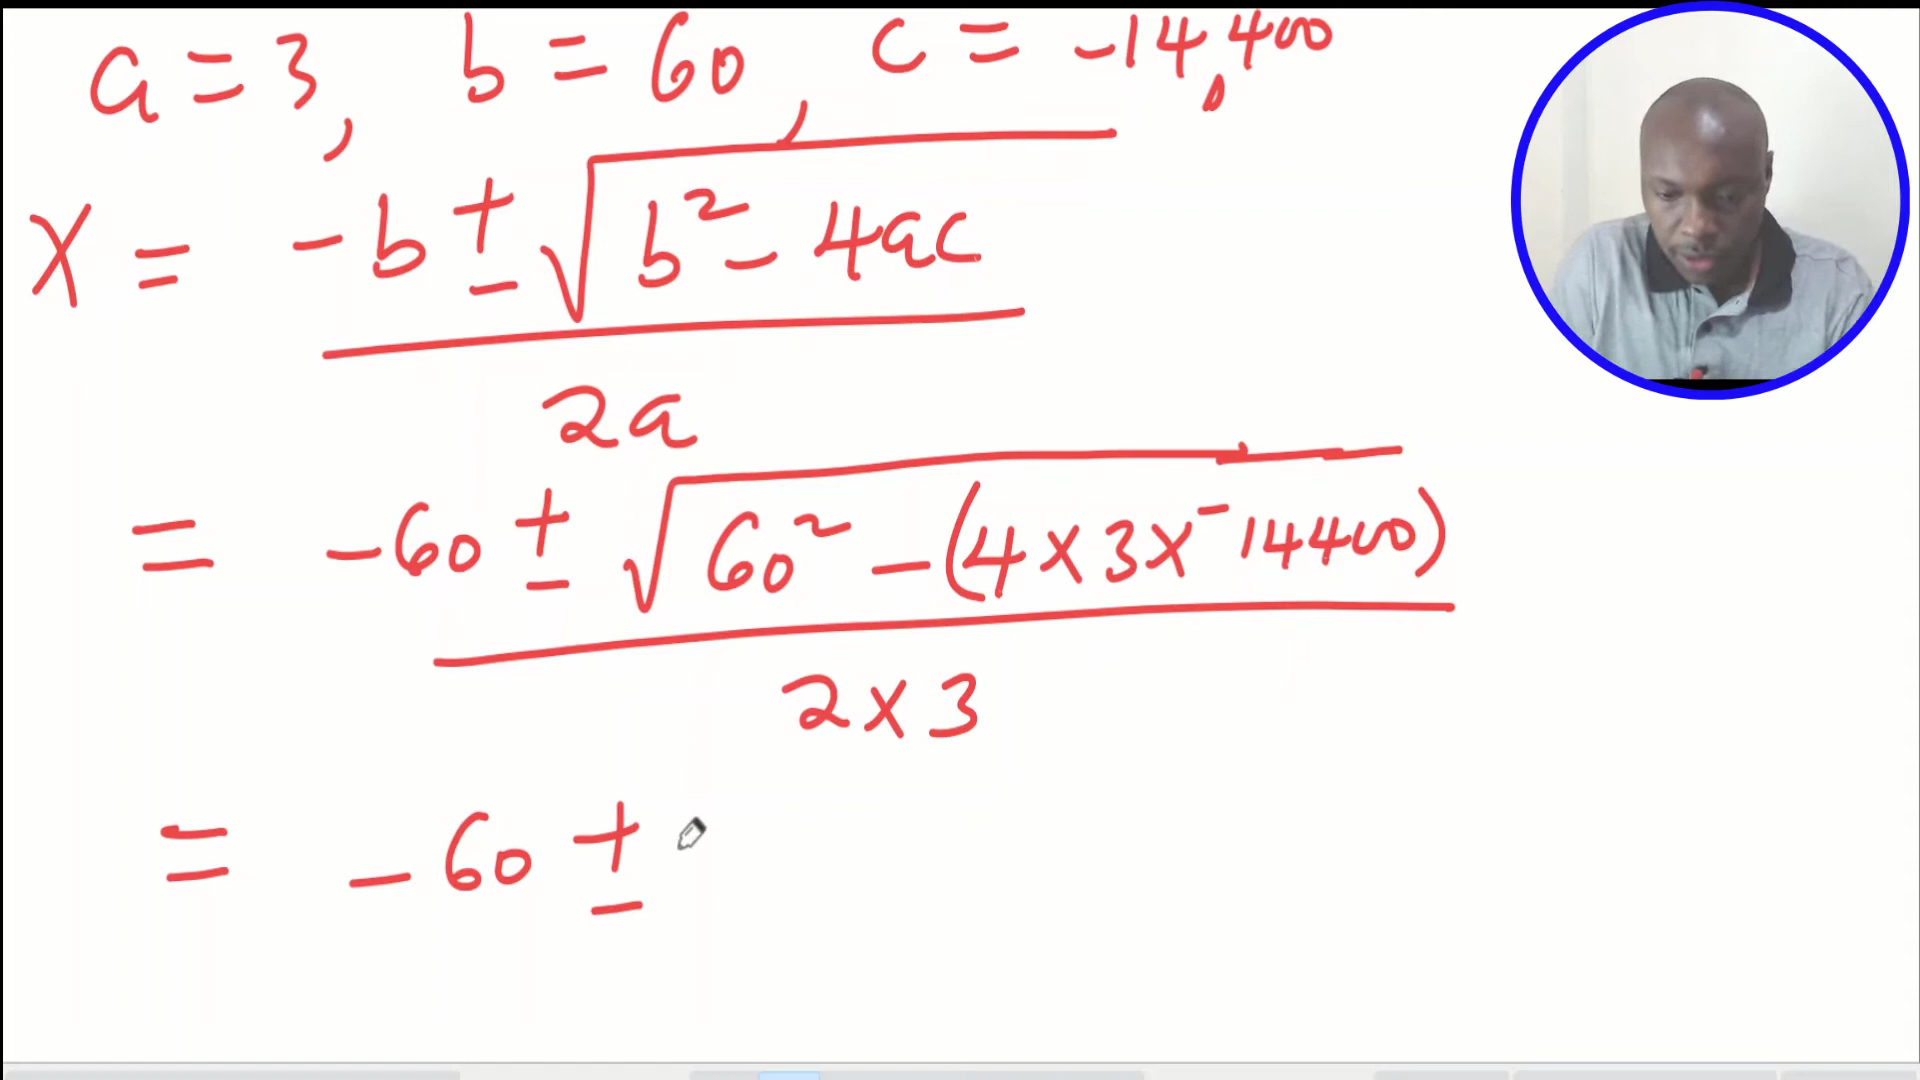 a = 3, b = 60, c = -14,400
X = -b ± √b² - 4ac
2a
= -60 ± √60² - (4 x 3 x ⁻14400)
2 x 3
= -60 ±